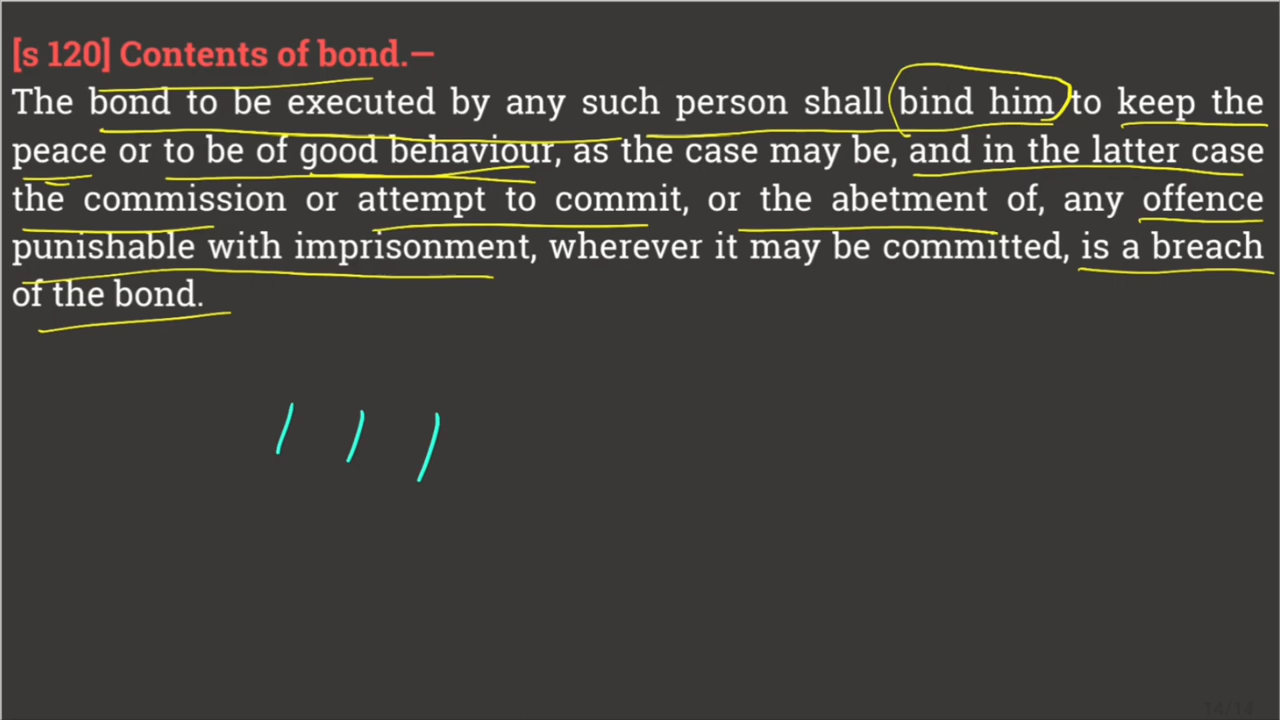 [s 120] Contents of bond.—
The bond to be executed by any such person shall bind him to keep the
peace or to be of good behaviour, as the case may be, and in the latter case
the commission or attempt to commit, or the abetment of, any offence
punishable with imprisonment, wherever it may be committed, is a breach
of the bond.
14/14